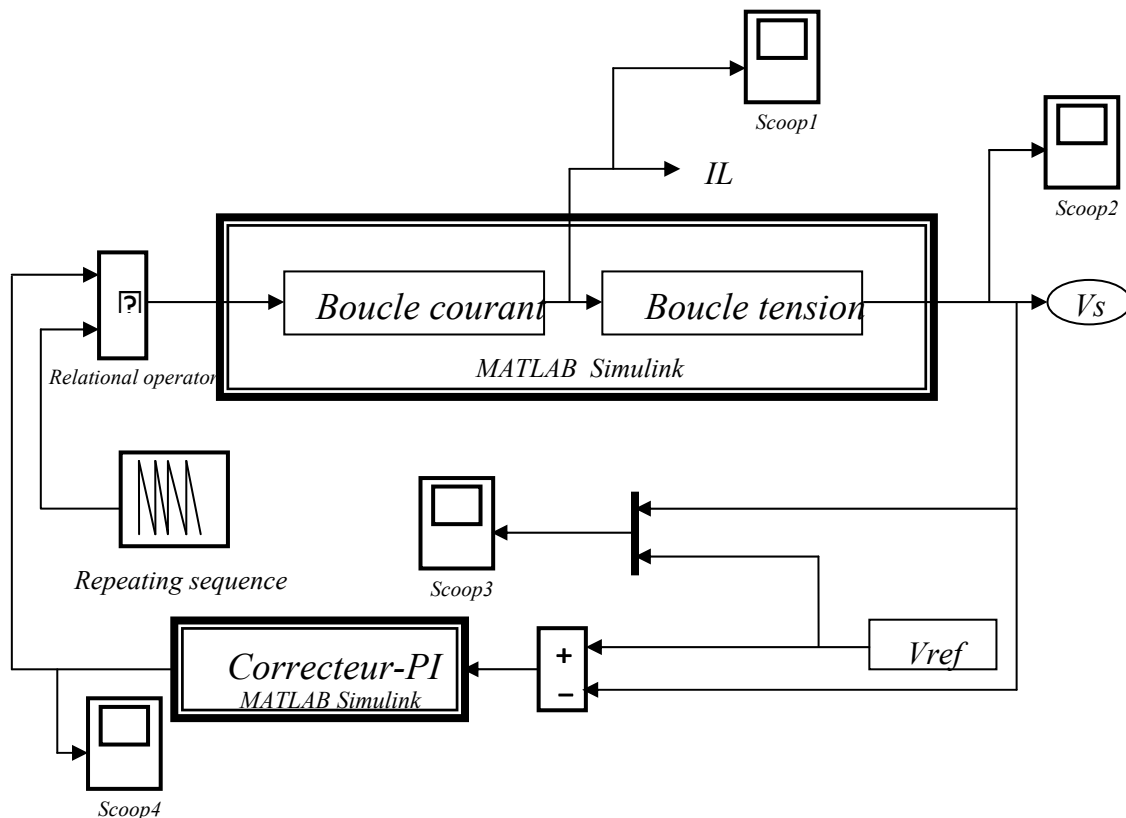 Scoop1
IL
Scoop2
?
Boucle courant
Boucle tension
Vs
Relational operator
MATLAB Simulink
Repeating sequence
Scoop3
+
−
Correcteur-PI
MATLAB Simulink
Vref
Scoop4